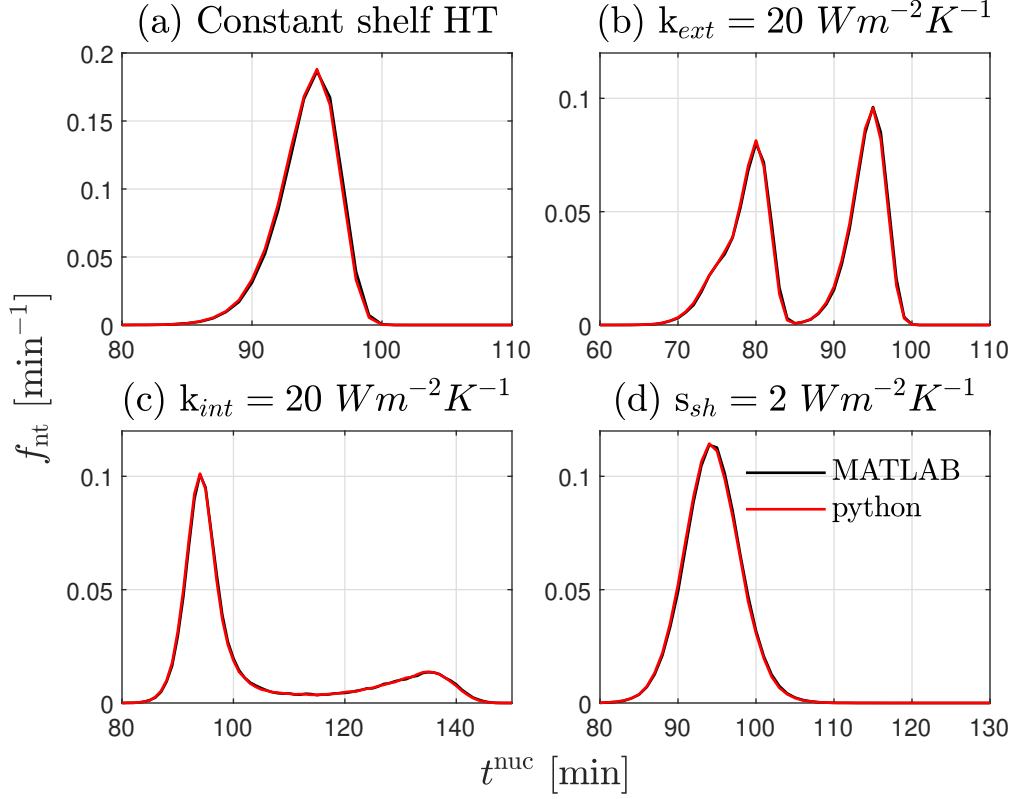 (a) Constant shelf HT
(b) k_ext = 20 Wm⁻²K⁻¹
0.2
0.15
0.1
0.05
0
80 90 100 110
0.1
0.05
0
60 70 80 90 100 110
(c) k_int = 20 Wm⁻²K⁻¹
(d) s_sh = 2 Wm⁻²K⁻¹
0.1
0.05
0
80 100 120 140
0.1
0.05
0
80 90 100 110 120 130
MATLAB
python
f_nt [min⁻¹]
t^nuc [min]